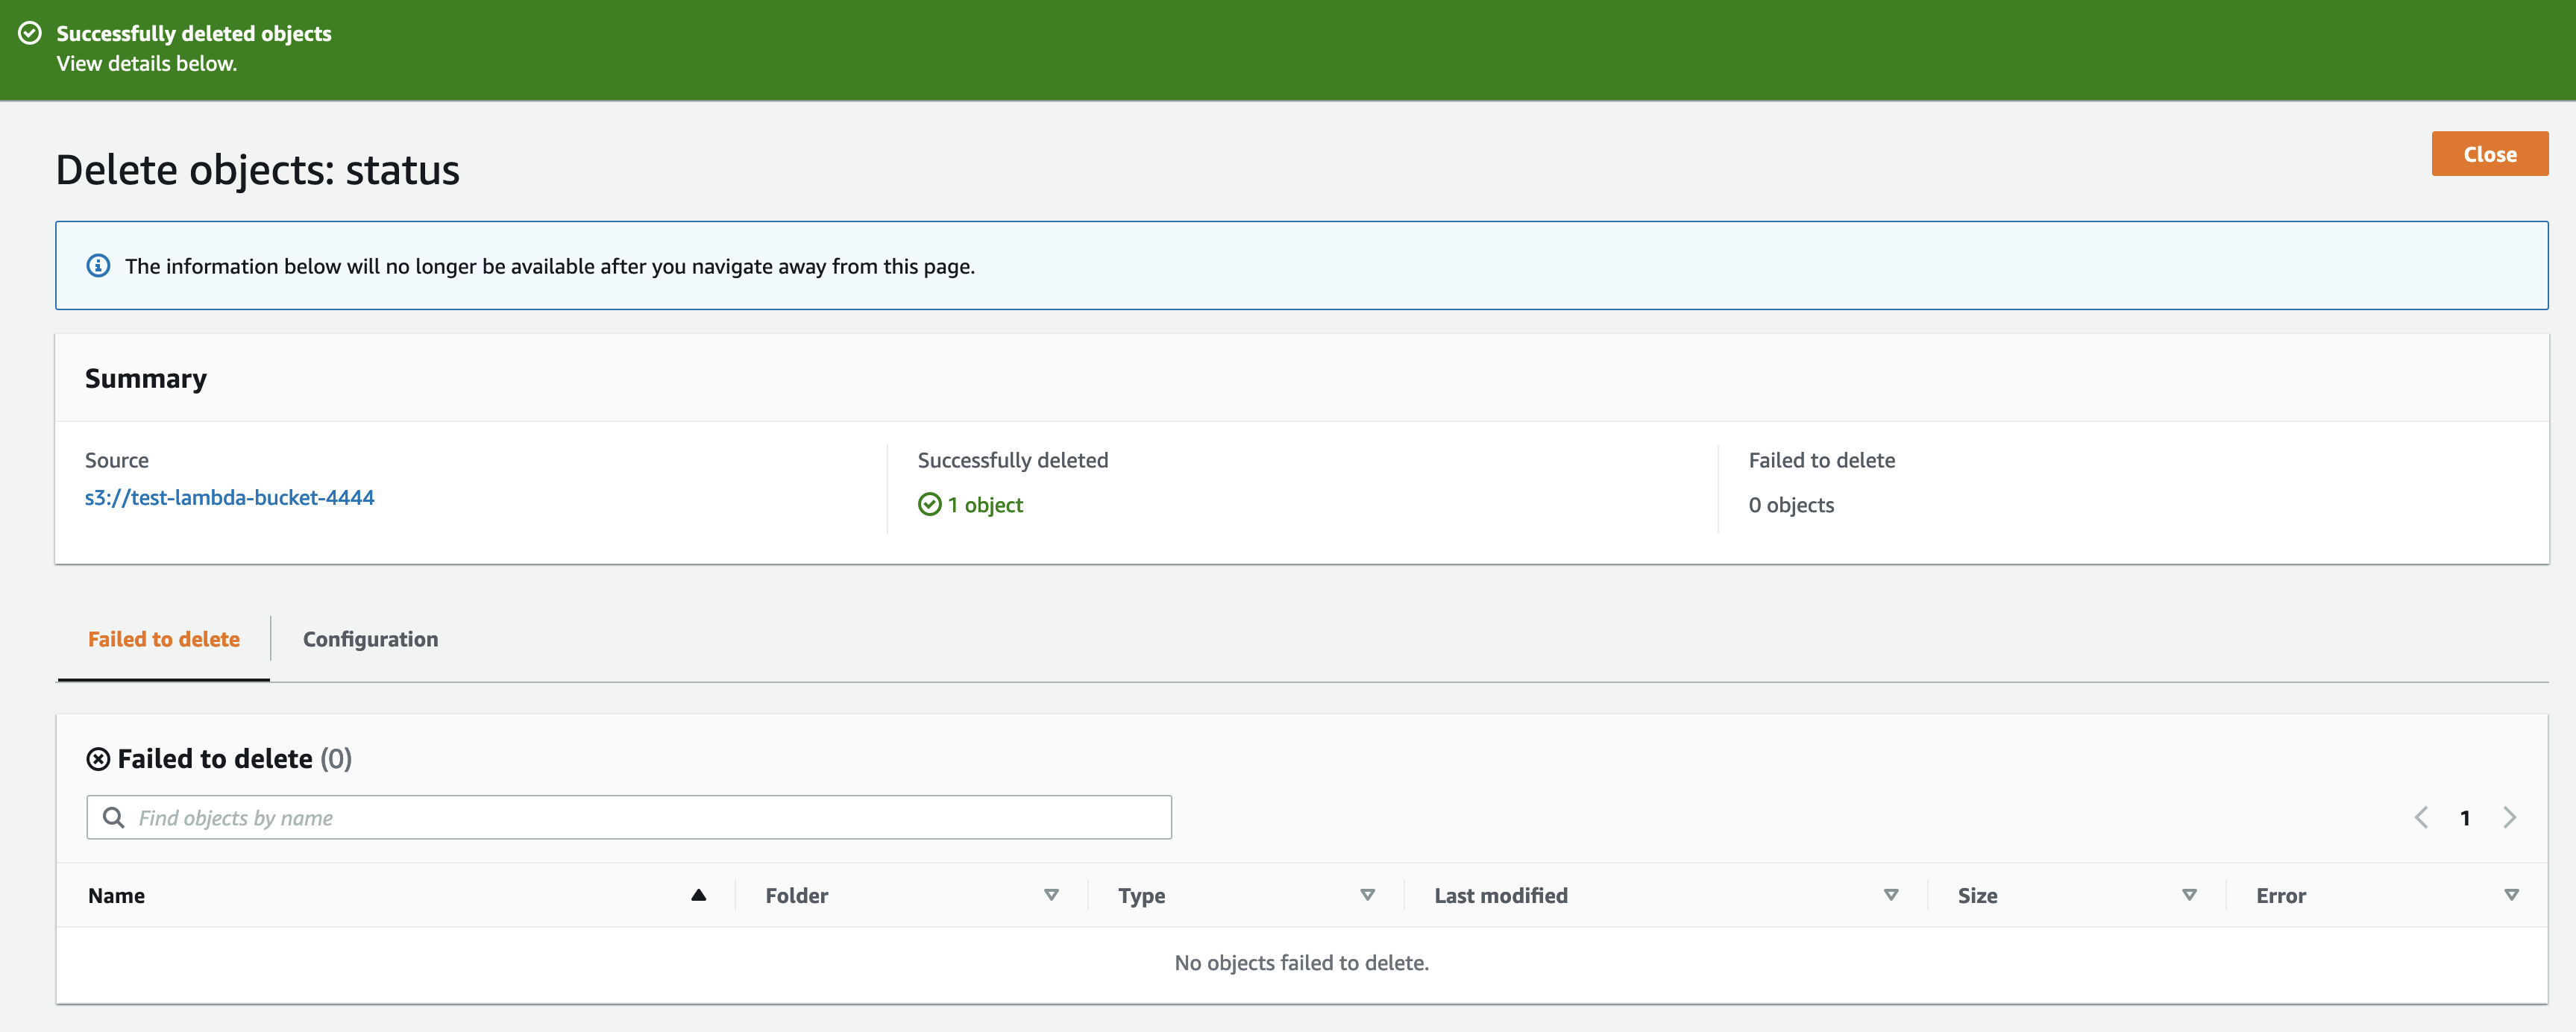 Successfully deleted objects
View details below.
Delete objects: status
Close
The information below will no longer be available after you navigate away from this page.
Summary
Source
s3://test-lambda-bucket-4444
Successfully deleted
1 object
Failed to delete
0 objects
Failed to delete
Configuration
Failed to delete (0)
Find objects by name
1
Name Folder Type Last modified Size Error
No objects failed to delete.